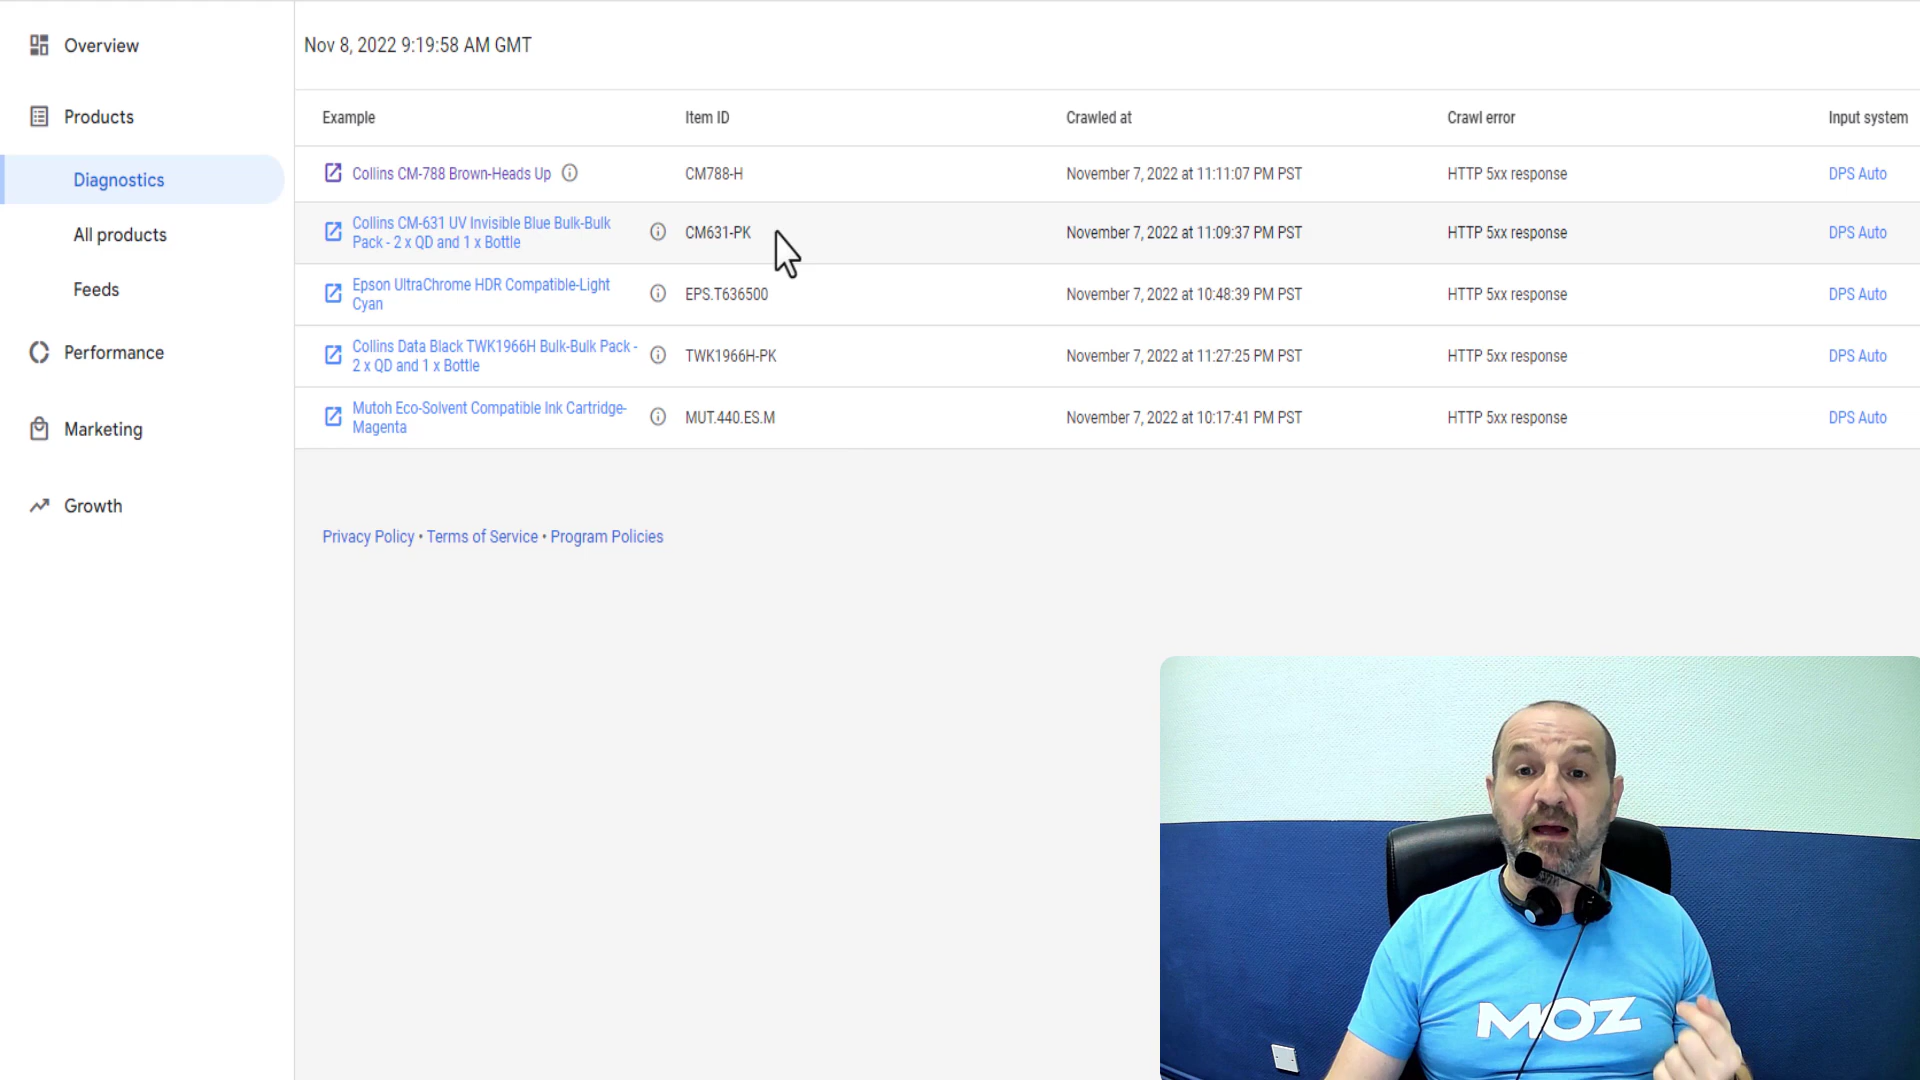 Overview
Products
Diagnostics
All products
Feeds
Performance
Marketing
Growth
Nov 8, 2022 9:19:58 AM GMT
Example Item ID Crawled at Crawl error Input system
Collins CM-788 Brown-Heads Up CM788-H November 7, 2022 at 11:11:07 PM PST HTTP 5xx response DPS Auto
Collins CM-631 UV Invisible Blue Bulk-Bulk
Pack - 2 x QD and 1 x Bottle CM631-PK November 7, 2022 at 11:09:37 PM PST HTTP 5xx response DPS Auto
Epson UltraChrome HDR Compatible-Light
Cyan EPS.T636500 November 7, 2022 at 10:48:39 PM PST HTTP 5xx response DPS Auto
Collins Data Black TWK1966H Bulk-Bulk Pack -
2 x QD and 1 x Bottle TWK1966H-PK November 7, 2022 at 11:27:25 PM PST HTTP 5xx response DPS Auto
Mutoh Eco-Solvent Compatible Ink Cartridge-
Magenta MUT.440.ES.M November 7, 2022 at 10:17:41 PM PST HTTP 5xx response DPS Auto
Privacy Policy • Terms of Service • Program Policies
MOZ